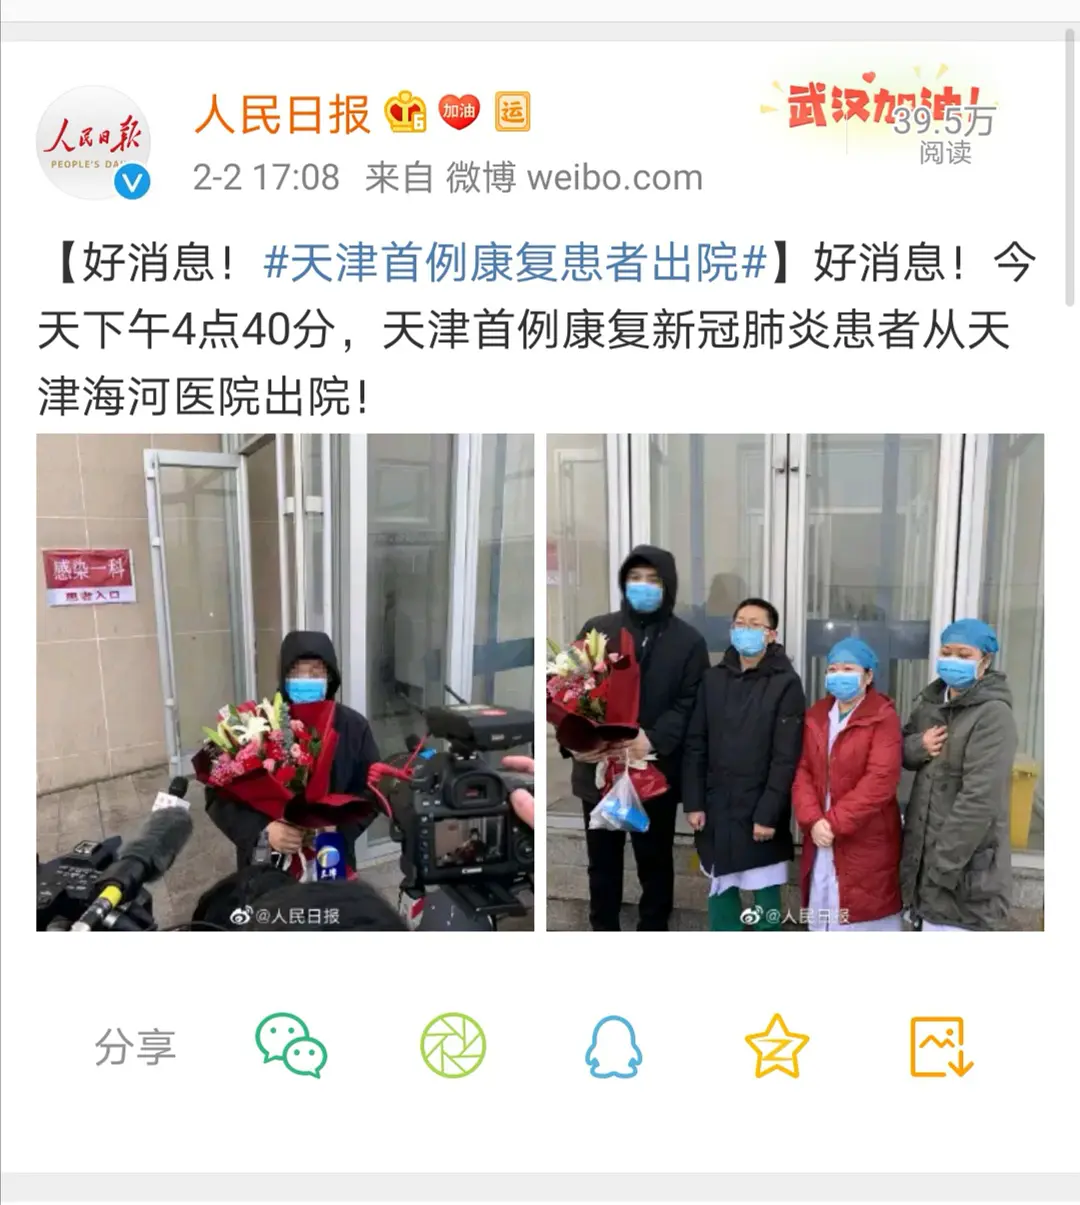 人民日报
PEOPLE'S DA
人民日报 加油 运
武汉加油!
39.5万
阅读
2-2 17:08 来自 微博 weibo.com
【好消息！#天津首例康复患者出院#】好消息！今
天下午4点40分，天津首例康复新冠肺炎患者从天
津海河医院出院！
感染一科
患者入口
天津
Canon
@人民日报
@人民日报
分享